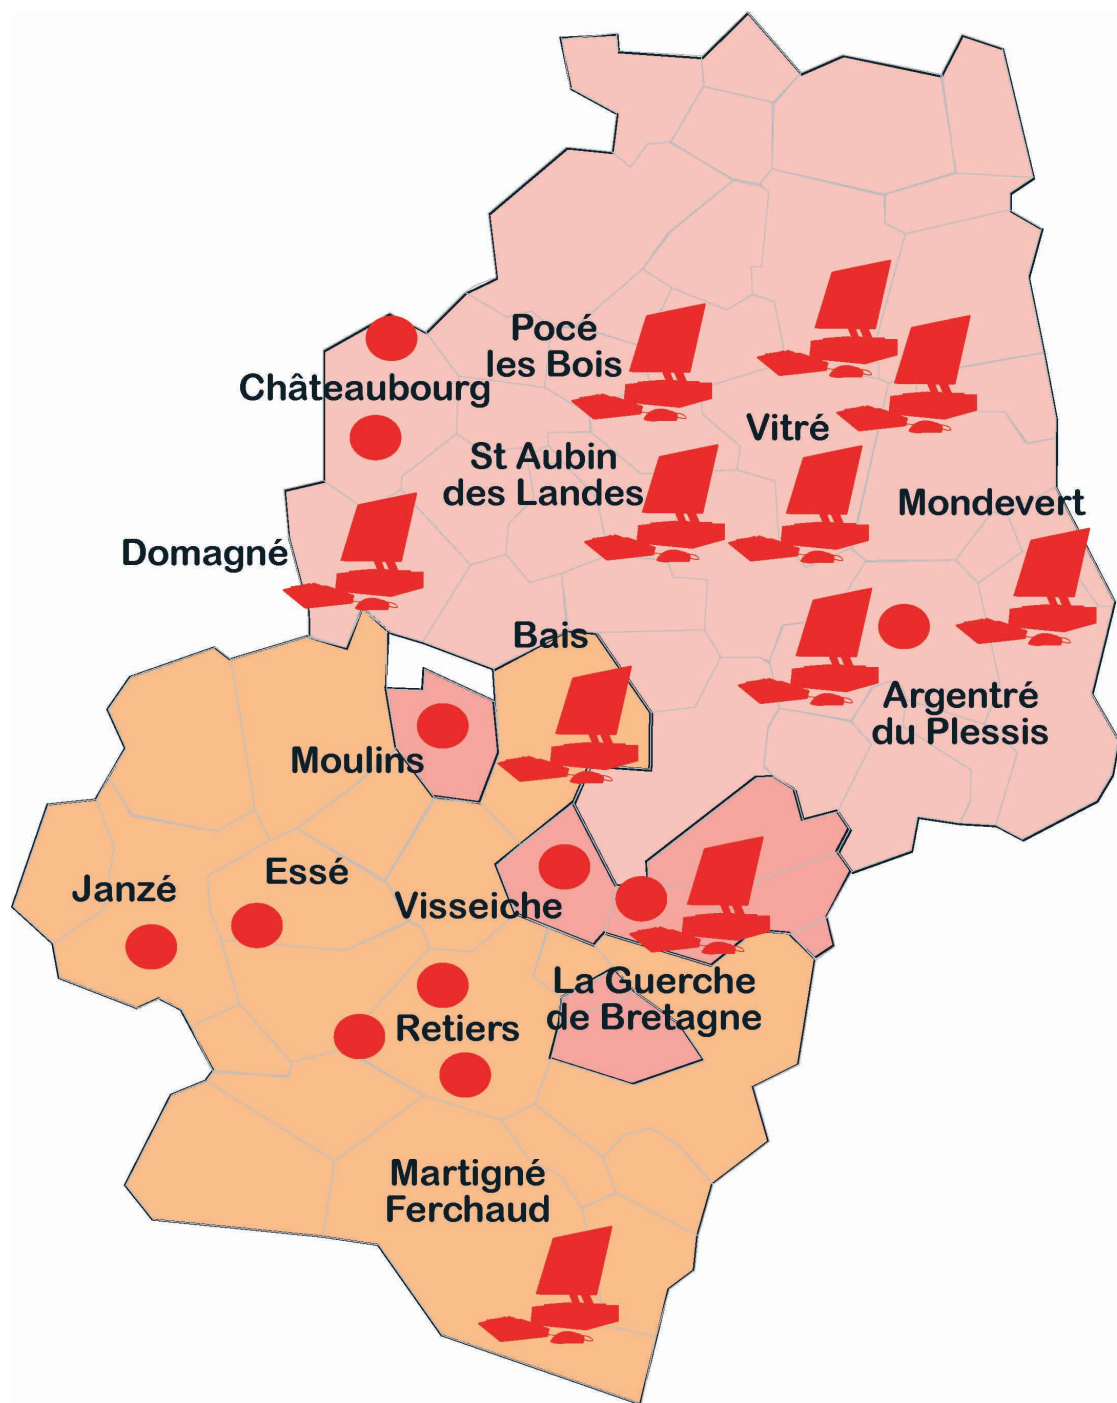 Pocé
les Bois
Châteaubourg
Vitré
St Aubin
des Landes
Mondevert
Domagné
Bais
Argentré
du Plessis
Moulins
Essé
Janzé
Visseiche
La Guerche
de Bretagne
Retiers
Martigné
Ferchaud